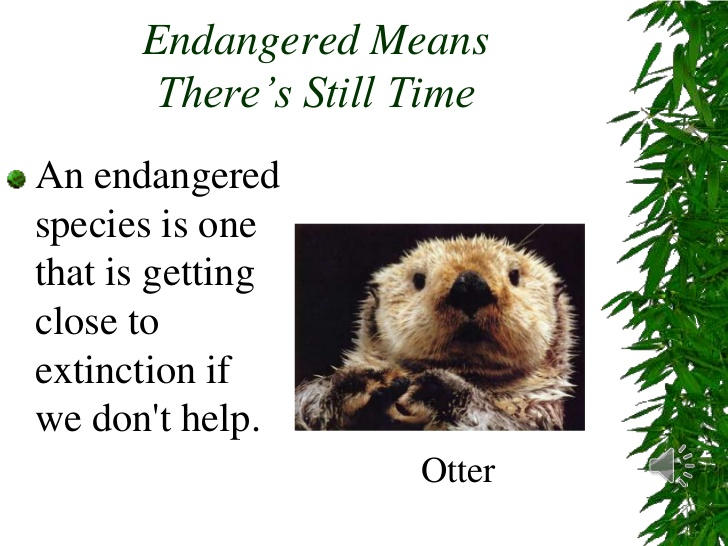 Endangered Means
There’s Still Time
An endangered
species is one
that is getting
close to
extinction if
we don't help.
Otter